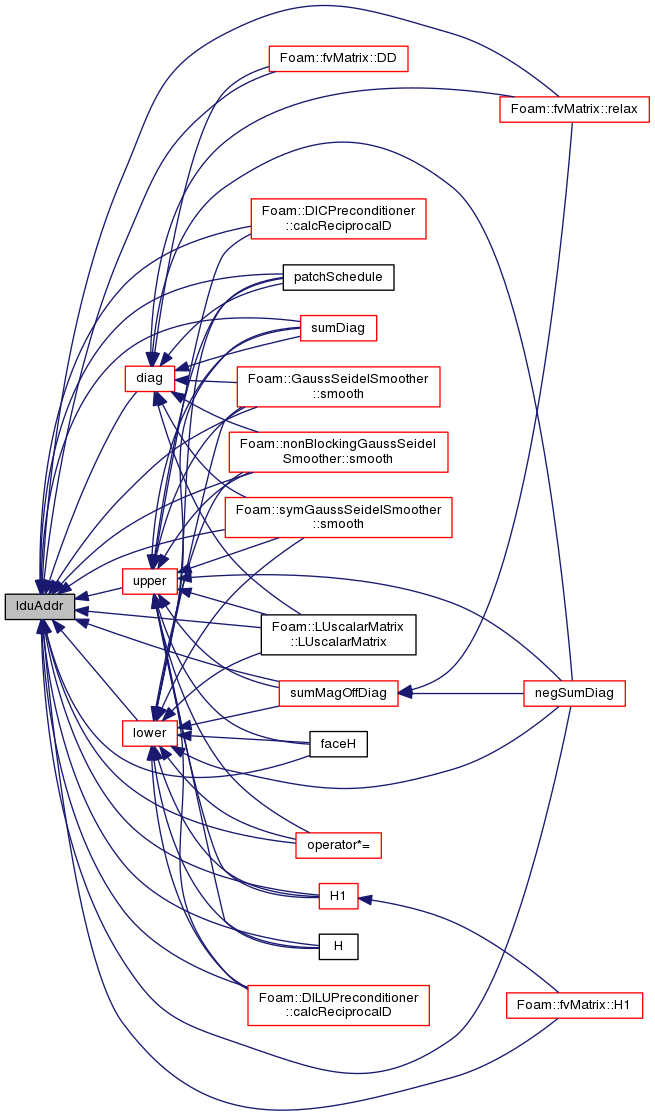 Foam::fvMatrix::DD
Foam::fvMatrix::relax
Foam::DICPreconditioner
::calcReciprocalD
patchSchedule
sumDiag
diag
Foam::GaussSeidelSmoother
::smooth
Foam::nonBlockingGaussSeidel
Smoother::smooth
Foam::symGaussSeidelSmoother
::smooth
upper
lduAddr
Foam::LUscalarMatrix
::LUscalarMatrix
sumMagOffDiag
negSumDiag
lower
faceH
operator*=
H1
H
Foam::DILUPreconditioner
::calcReciprocalD
Foam::fvMatrix::H1